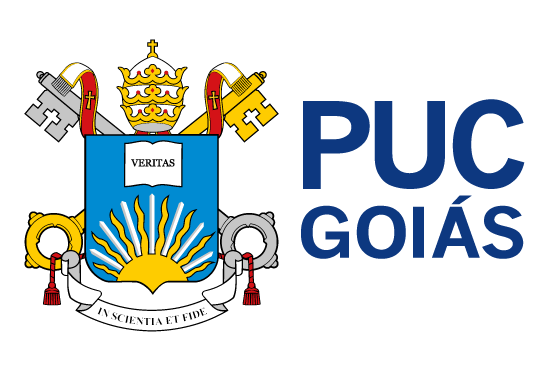 VERITAS
IN SCIENTIA ET FIDE
PUC
GOIÁS